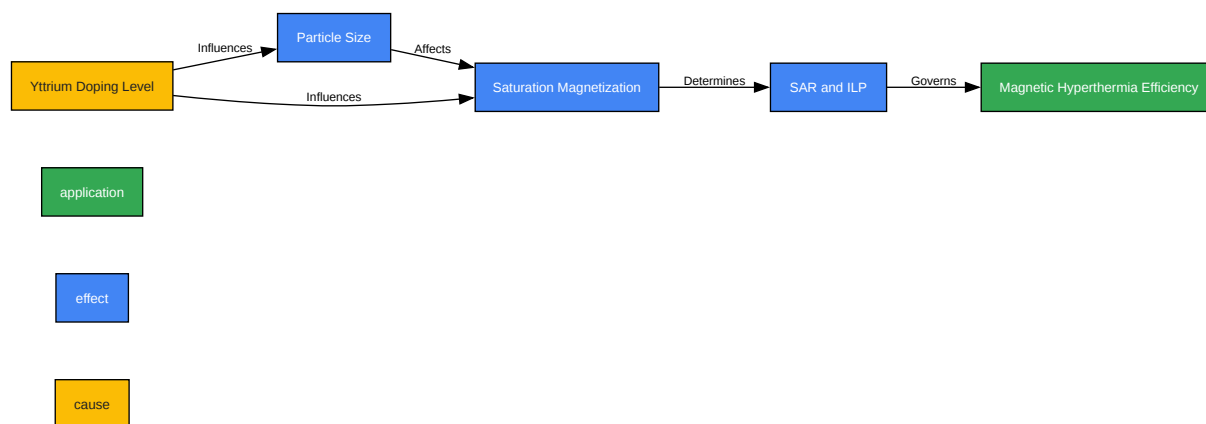 Particle Size
Influences
Affects
Yttrium Doping Level
Influences
Saturation Magnetization
Determines
SAR and ILP
Governs
Magnetic Hyperthermia Efficiency
application
effect
cause